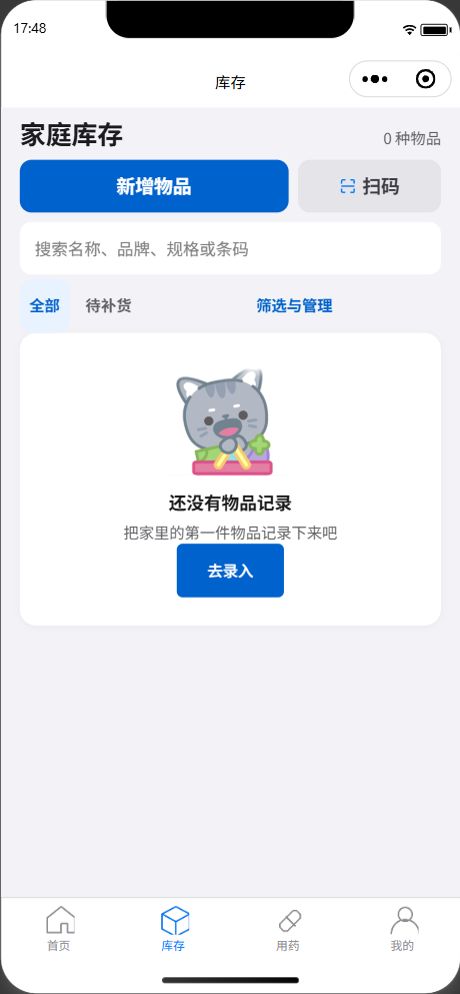 17:48
库存
家庭库存
0 种物品
新增物品
扫码
搜索名称、品牌、规格或条码
全部
待补货
筛选与管理
还没有物品记录
把家里的第一件物品记录下来吧
去录入
首页
库存
用药
我的